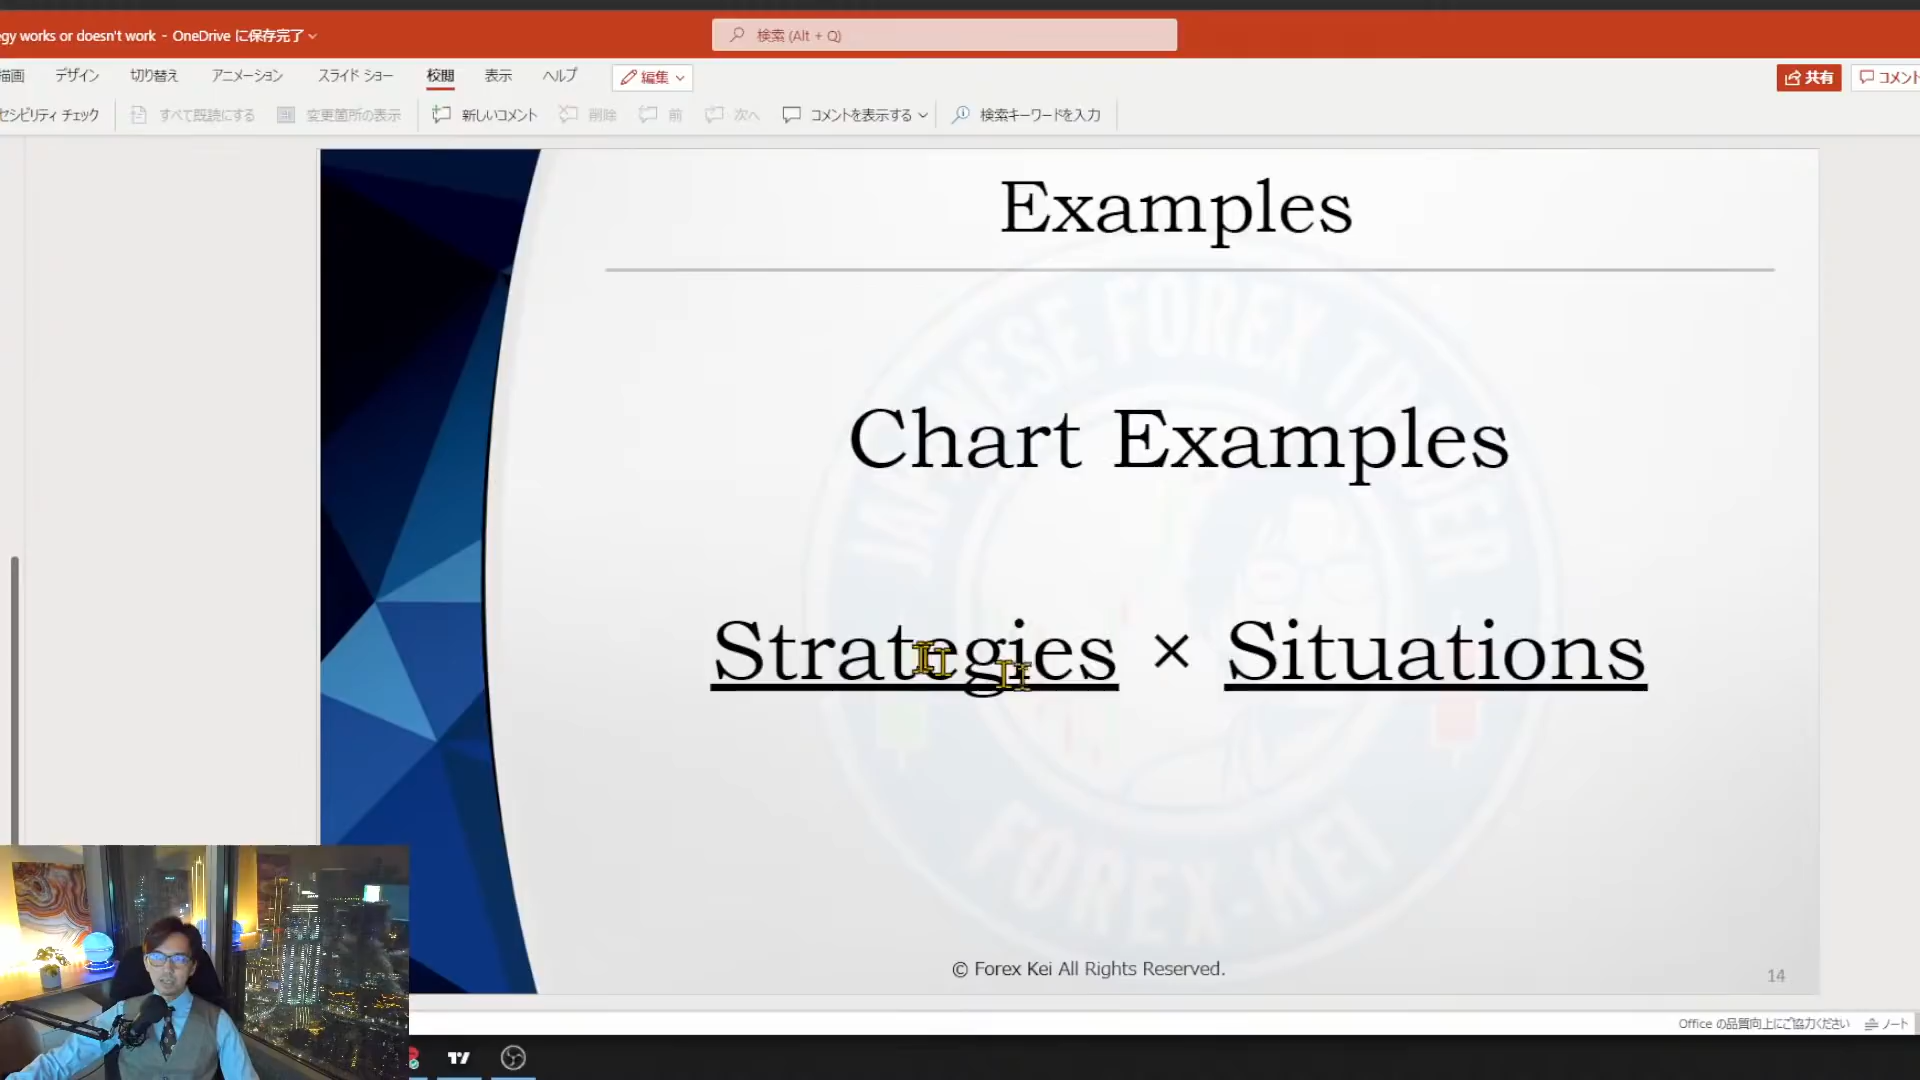 gy works or doesn't work - OneDrive に保存完了
検索 (Alt + Q)
描画 デザイン 切り替え アニメーション スライド ショー 校閲 表示 ヘルプ 編集 共有 コメント
セシビリティ チェック すべて既読にする 変更箇所の表示 新しいコメント 削除 前 次へ コメントを表示する 検索キーワードを入力
Examples
JAPANESE FOREX TRADER
Chart Examples
Strategies × Situations
FOREX-KEI
© Forex Kei All Rights Reserved.
14
Office の品質向上にご協力ください ノート